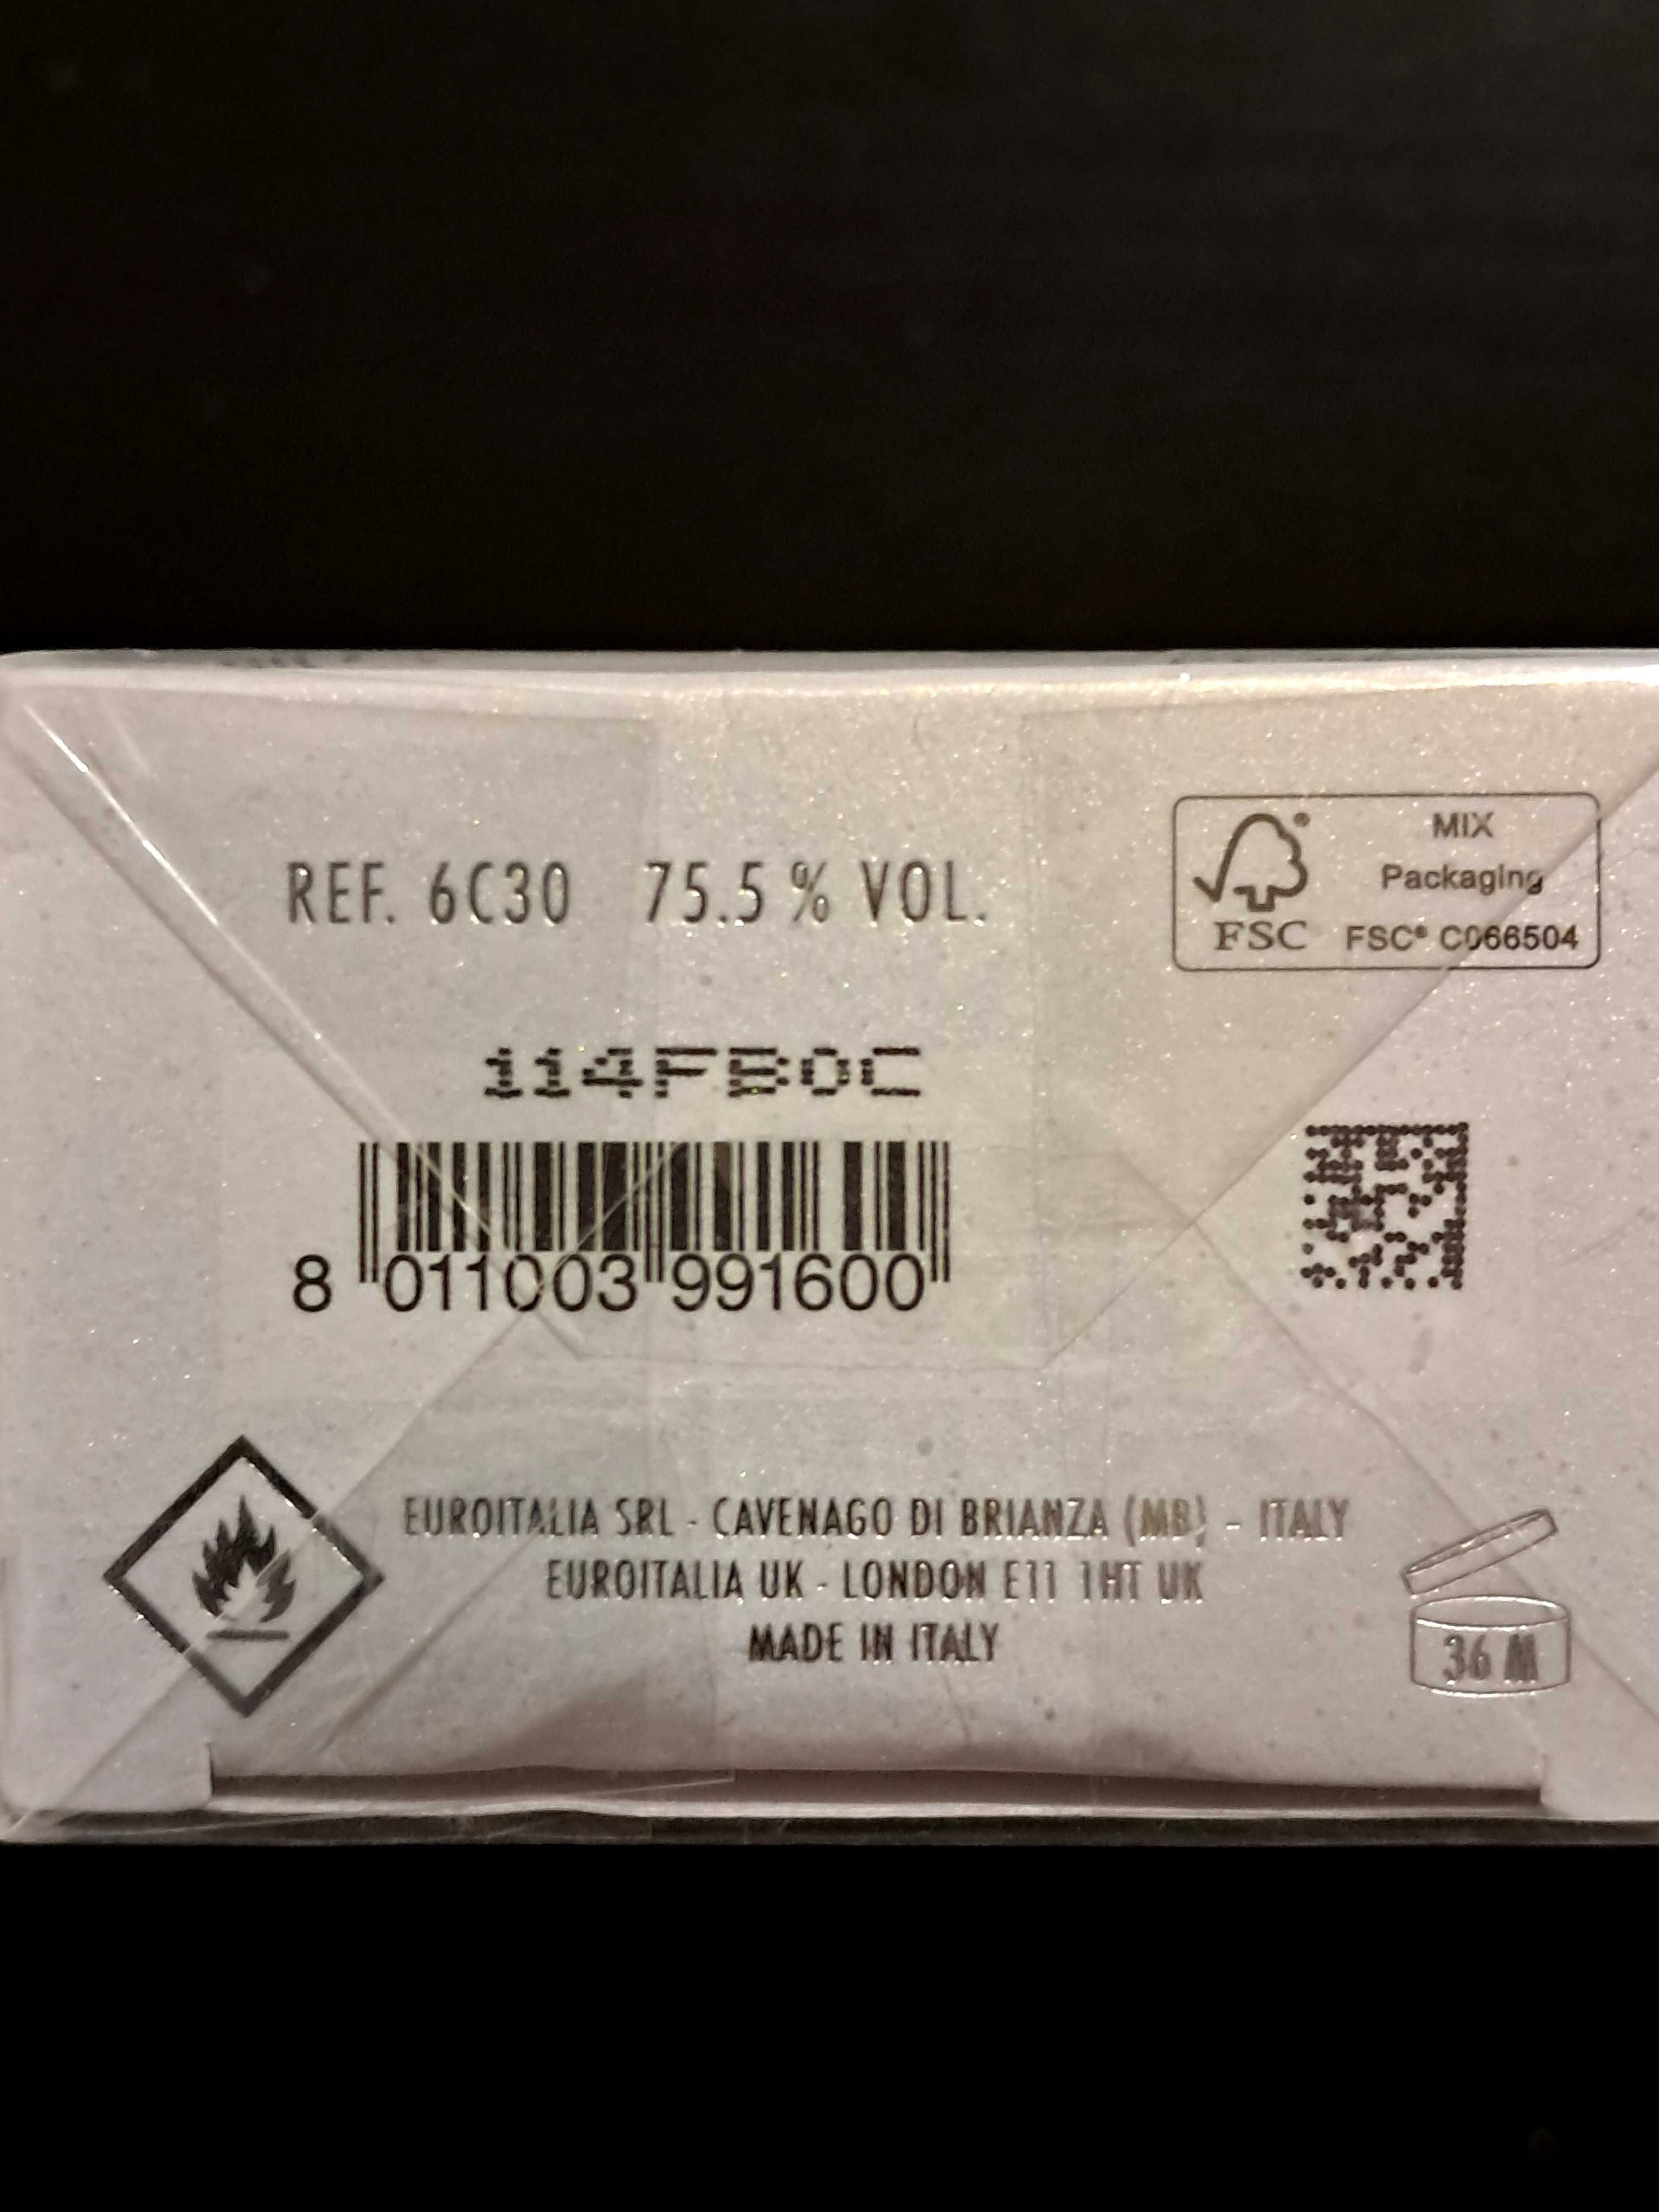 REF. 6C30 75.5 % VOL.
MIX
Packaging
FSC® C066504
FSC
114FB0C
8 011003 991600
EUROITALIA SRL - CAVENAGO DI BRIANZA (MB) - ITALY
EUROITALIA UK - LONDON E11 1HT UK
MADE IN ITALY
36 M